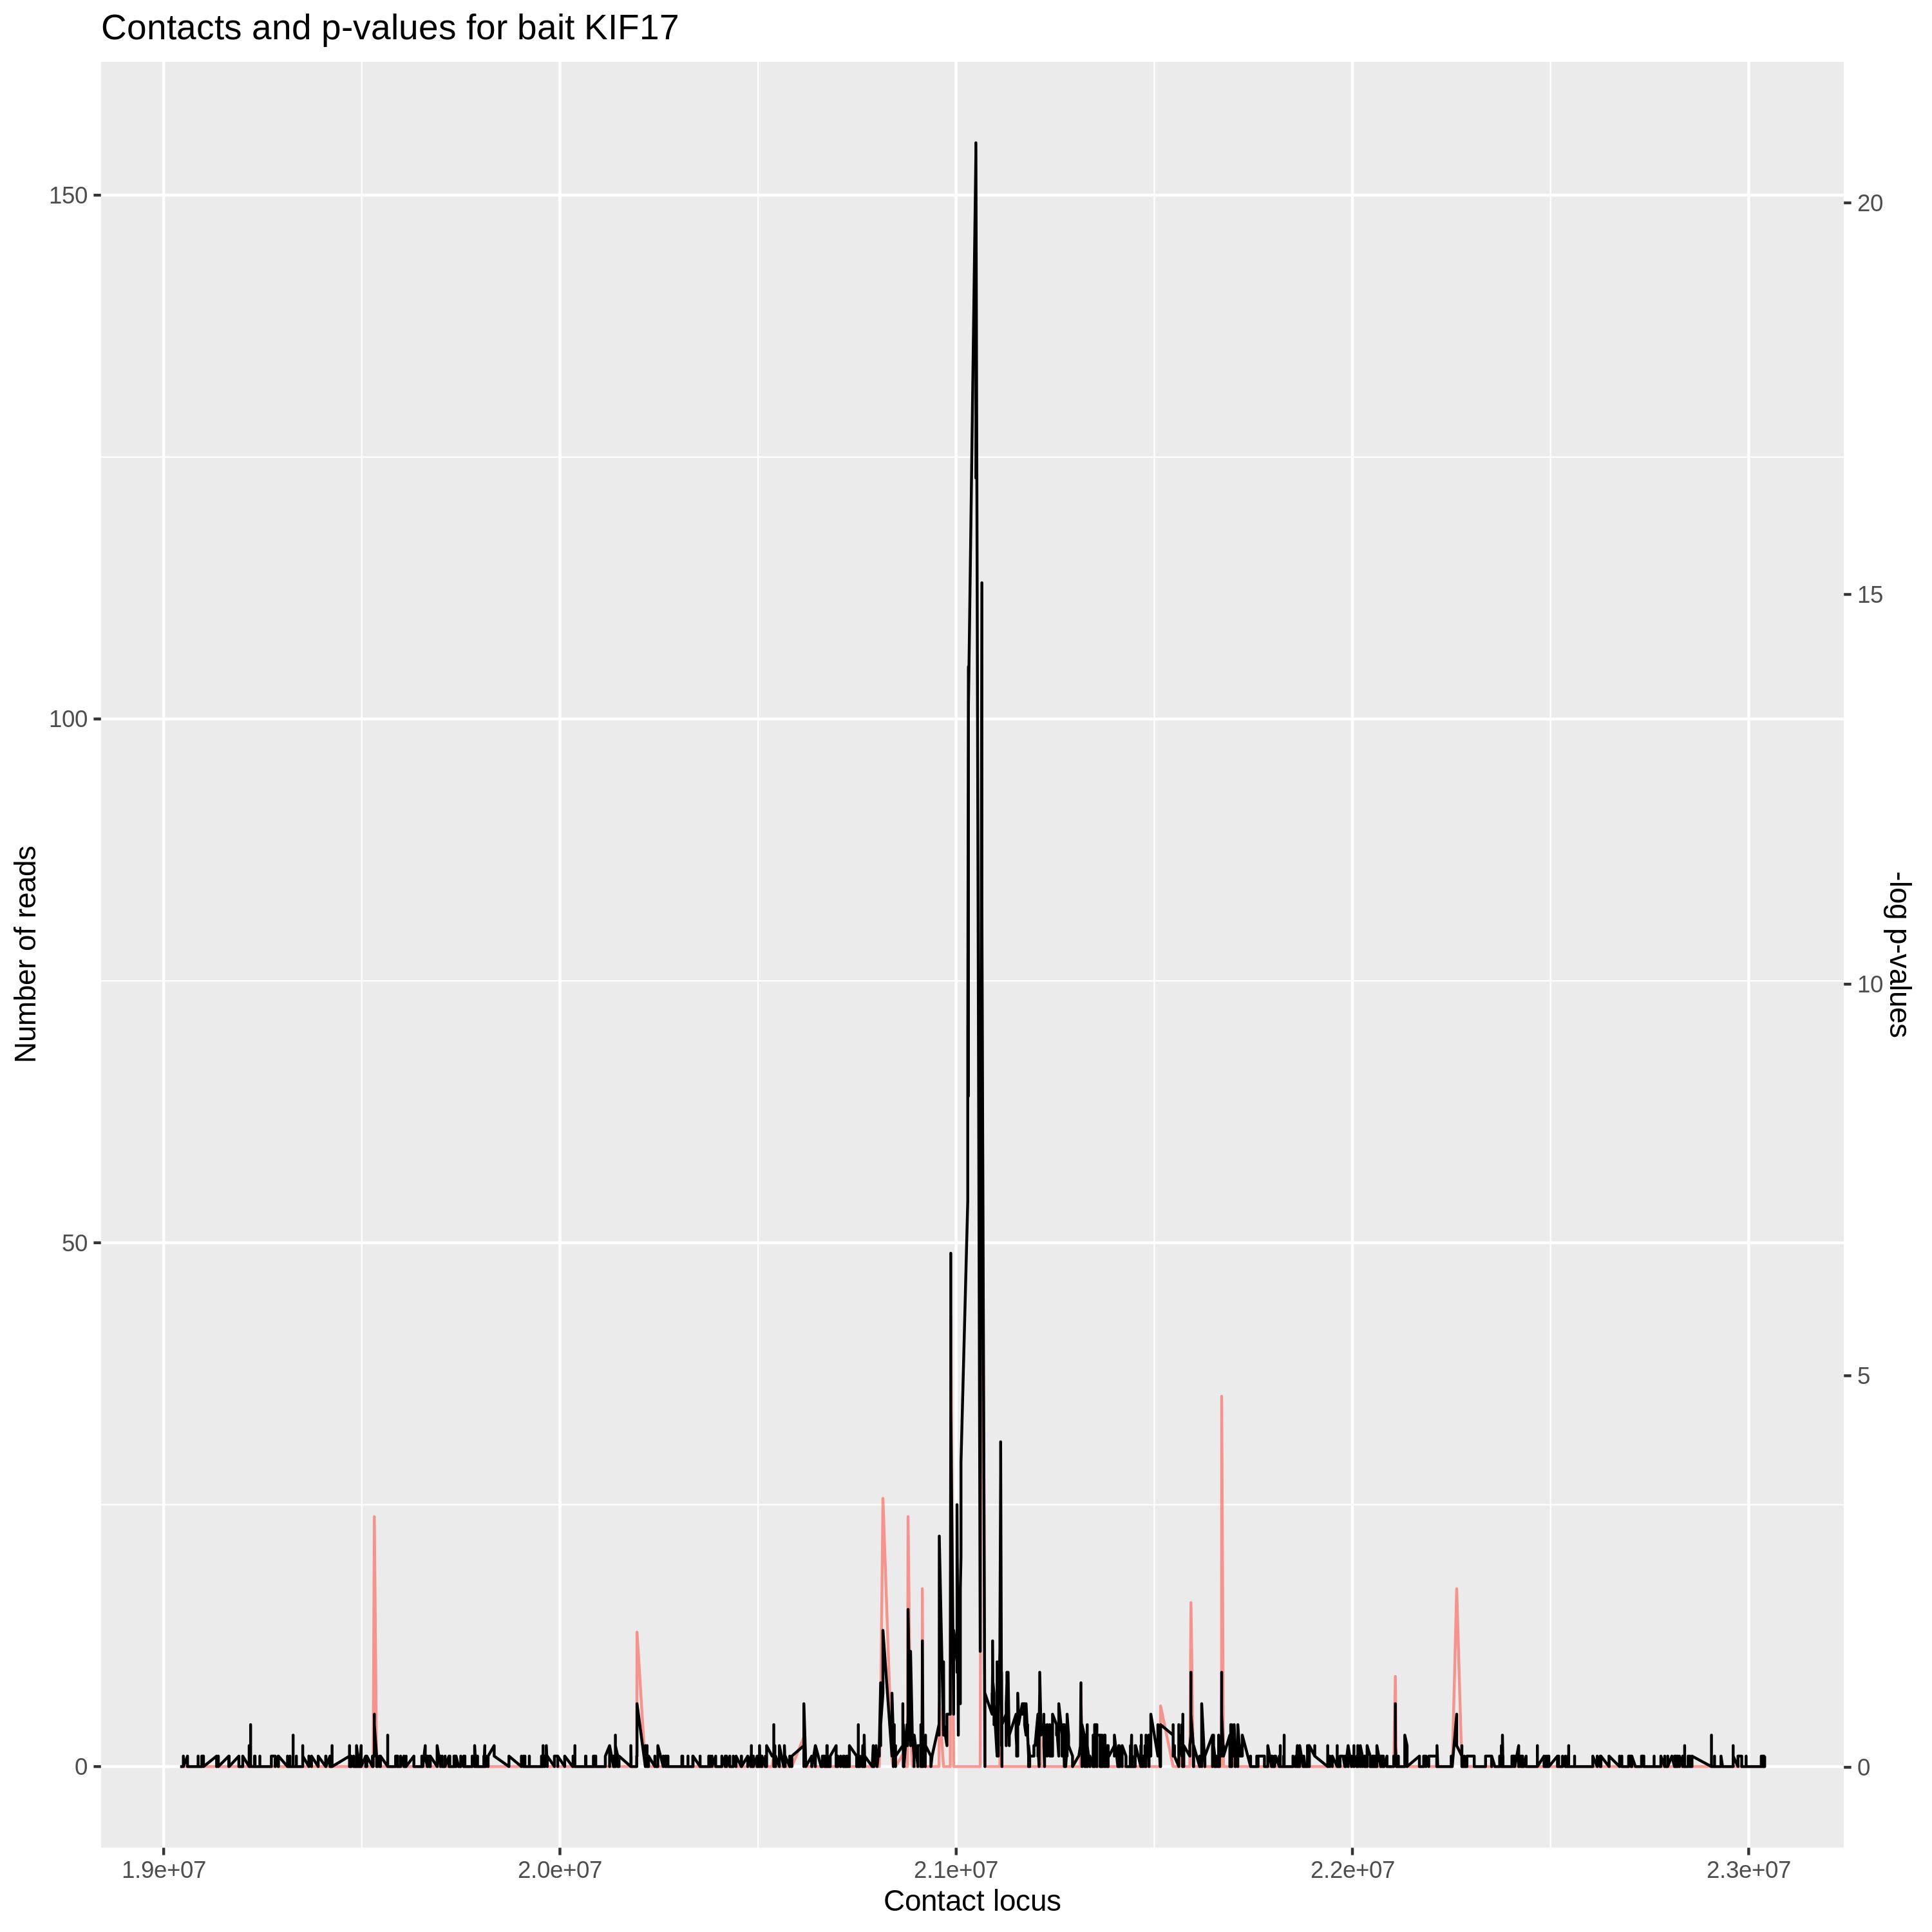 Contacts and p-values for bait KIF17
150
100
50
0
Number of reads
20
15
10
5
0
-log p-values
1.9e+07
2.0e+07
2.1e+07
2.2e+07
2.3e+07
Contact locus